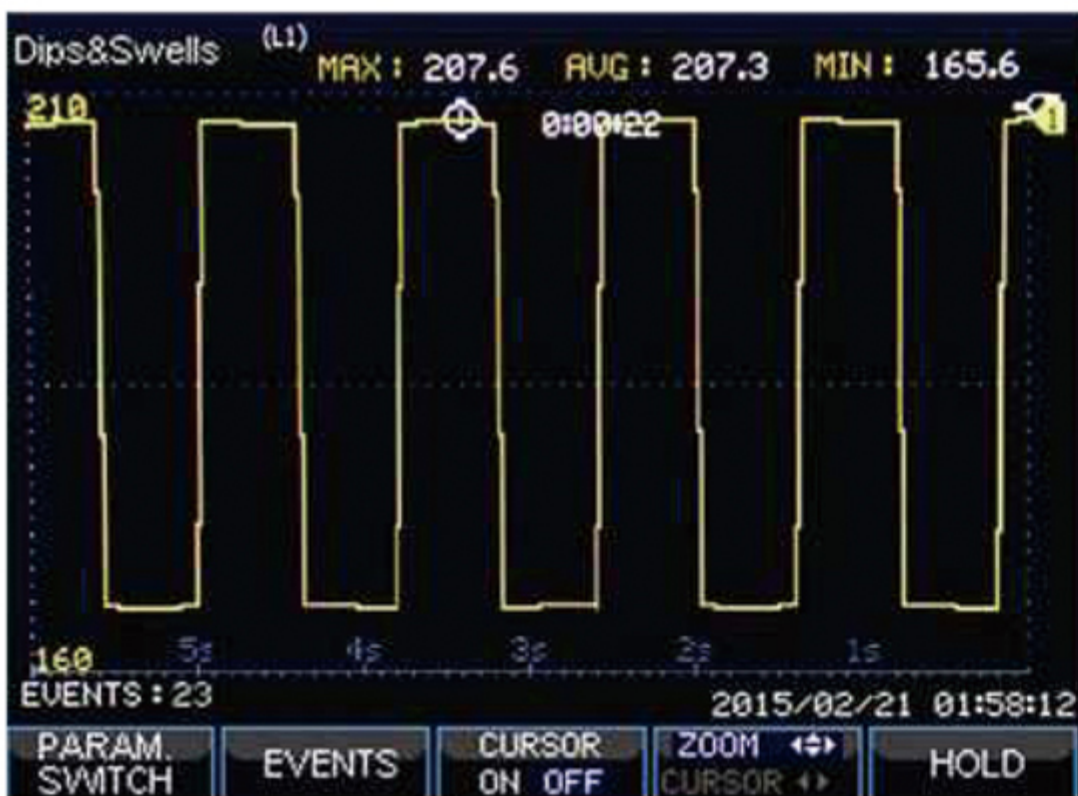 Dips&Swells (L1) MAX: 207.6 AVG: 207.3 MIN: 165.6
210
0:00:22
1
160 5s 4s 3s 2s 1s
EVENTS:23 2015/02/21 01:58:12
PARAM. SWITCH
EVENTS
CURSOR
ON OFF
ZOOM
CURSOR
HOLD